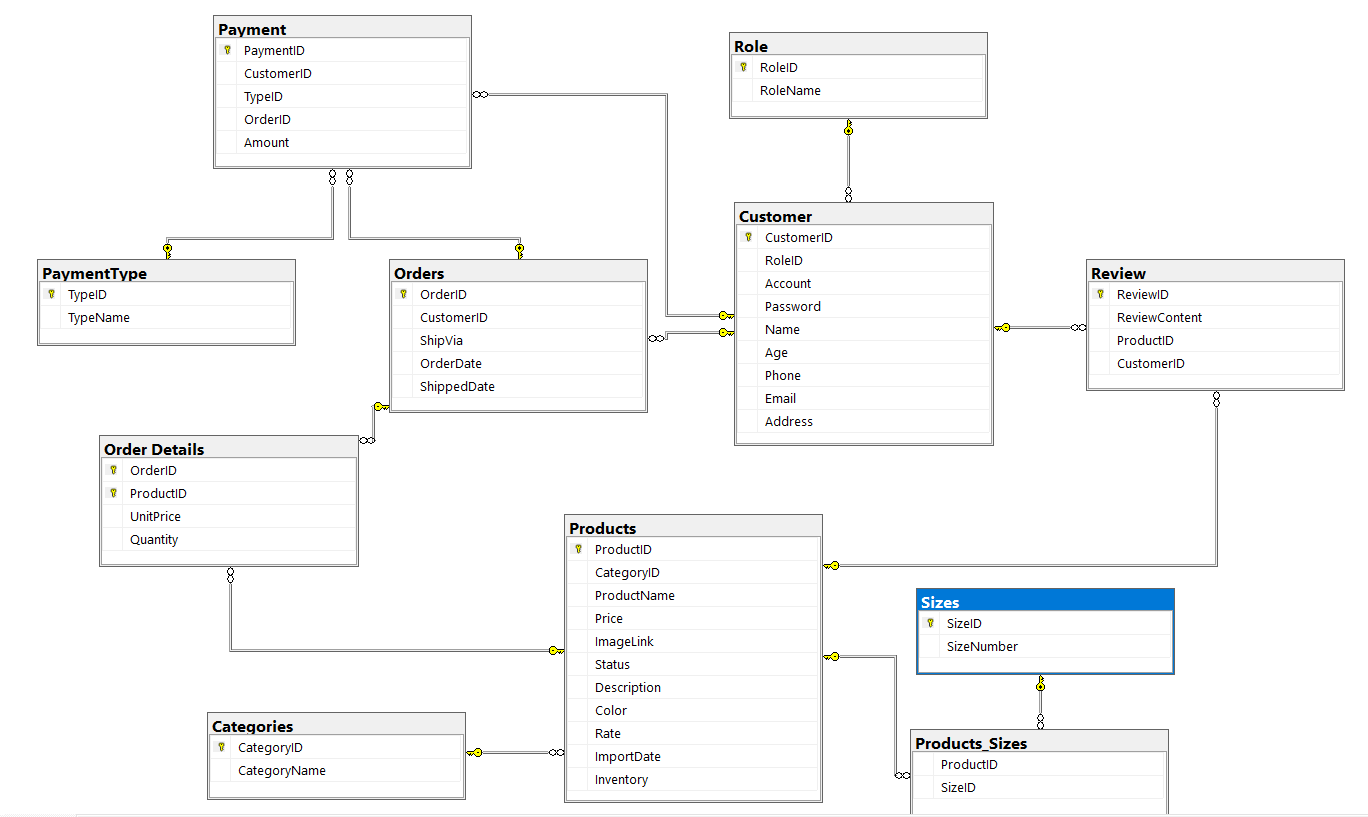 Payment
PaymentID
CustomerID
TypeID
OrderID
Amount
Role
RoleID
RoleName
Customer
CustomerID
RoleID
Account
Password
Name
Age
Phone
Email
Address
PaymentType
TypeID
TypeName
Orders
OrderID
CustomerID
ShipVia
OrderDate
ShippedDate
Review
ReviewID
ReviewContent
ProductID
CustomerID
Order Details
OrderID
ProductID
UnitPrice
Quantity
Products
ProductID
CategoryID
ProductName
Price
ImageLink
Status
Description
Color
Rate
ImportDate
Inventory
Sizes
SizeID
SizeNumber
Categories
CategoryID
CategoryName
Products_Sizes
ProductID
SizeID